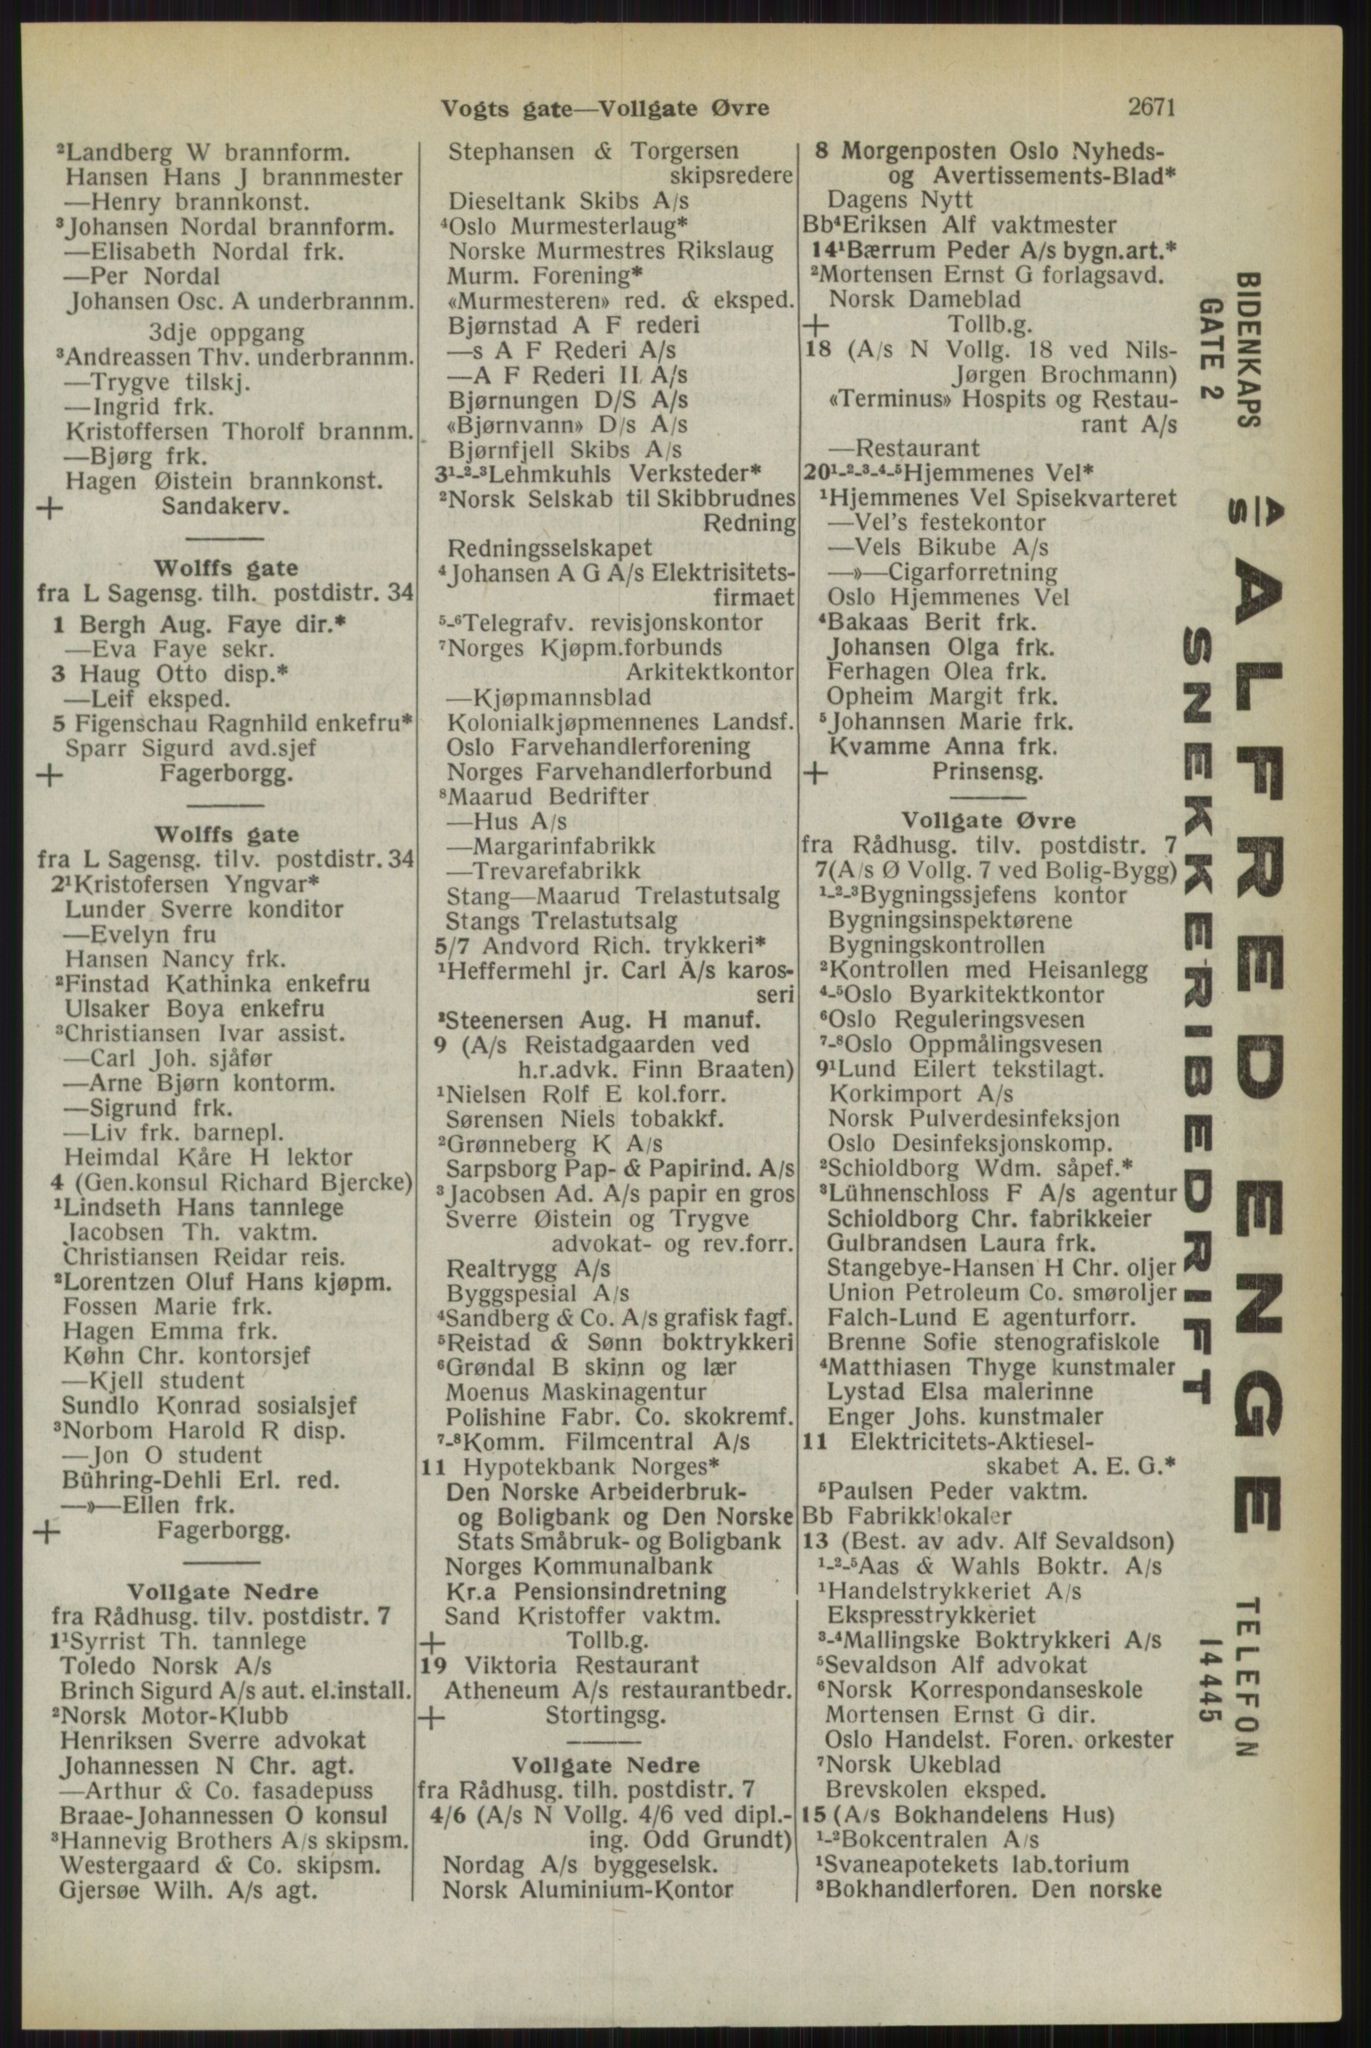 Vogts gate—Vollgate Øvre
2671
²Landberg W brannform.
Hansen Hans J brannmester
—Henry brannkonst.
³Johansen Nordal brannform.
—Elisabeth Nordal frk.
—Per Nordal
Johansen Osc. A underbrannm.
3dje oppgang
³Andreassen Thv. underbrannm.
—Trygve tilskj.
—Ingrid frk.
Kristoffersen Thorolf brannm.
—Bjørg frk.
Hagen Øistein brannkonst.
+ Sandakerv.
Wolffs gate
fra L Sagensg. tilh. postdistr. 34
1 Bergh Aug. Faye dir.*
—Eva Faye sekr.
3 Haug Otto disp.*
—Leif eksped.
5 Figenschau Ragnhild enkefru*
Sparr Sigurd avd.sjef
+ Fagerborgg.
Wolffs gate
fra L Sagensg. tilv. postdistr. 34
2¹Kristofersen Yngvar*
Lunder Sverre konditor
—Evelyn fru
Hansen Nancy frk.
²Finstad Kathinka enkefru
Ulsaker Boya enkefru
³Christiansen Ivar assist.
—Carl Joh. sjåfør
—Arne Bjørn kontorm.
—Sigrund frk.
—Liv frk. barnepl.
Heimdal Kåre H lektor
4 (Gen.konsul Richard Bjercke)
¹Lindseth Hans tannlege
Jacobsen Th. vaktm.
Christiansen Reidar reis.
²Lorentzen Oluf Hans kjøpm.
Fossen Marie frk.
Hagen Emma frk.
Køhn Chr. kontorsjef
—Kjell student
Sundlo Konrad sosialsjef
³Norbom Harold R disp.
—Jon O student
Bühring-Dehli Erl. red.
—»—Ellen frk.
+ Fagerborgg.
Vollgate Nedre
fra Rådhusg. tilv. postdistr. 7
1¹Syrrist Th. tannlege
Toledo Norsk A/s
Brinch Sigurd A/s aut. el.install.
²Norsk Motor-Klubb
Henriksen Sverre advokat
Johannessen N Chr. agt.
—Arthur & Co. fasadepuss
Braae-Johannessen O konsul
³Hannevig Brothers A/s skipsm.
Westergaard & Co. skipsm.
Gjersøe Wilh. A/s agt.
Stephansen & Torgersen
skipsredere
Dieseltank Skibs A/s
⁴Oslo Murmesterlaug*
Norske Murmestres Rikslaug
Murm. Forening*
«Murmesteren» red. & eksped.
Bjørnstad A F rederi
—s A F Rederi A/s
—A F Rederi II A/s
Bjørnungen D/S A/s
«Bjørnvann» D/s A/s
Bjørnfjell Skibs A/s
3¹-²-³Lehmkuhls Verksteder*
²Norsk Selskab til Skibbrudnes
Redning
Redningsselskapet
⁴Johansen A G A/s Elektrisitets-
firmaet
⁵-⁶Telegrafv. revisjonskontor
⁷Norges Kjøpm.forbunds
Arkitektkontor
—Kjøpmannsblad
Kolonialkjøpmennenes Landsf.
Oslo Farvehandlerforening
Norges Farvehandlerforbund
⁸Maarud Bedrifter
—Hus A/s
—Margarinfabrikk
—Trevarefabrikk
Stang—Maarud Trelastutsalg
Stangs Trelastutsalg
5/7 Andvord Rich. trykkeri*
¹Heffermehl jr. Carl A/s karos-
seri
²Steenersen Aug. H manuf.
9 (A/s Reistadgaarden ved
h.r.advk. Finn Braaten)
¹Nielsen Rolf E kol.forr.
Sørensen Niels tobakkf.
²Grønneberg K A/s
Sarpsborg Pap- & Papirind. A/s
³Jacobsen Ad. A/s papir en gros
Sverre Øistein og Trygve
advokat- og rev.forr.
Realtrygg A/s
Byggspesial A/s
⁴Sandberg & Co. A/s grafisk fagf.
⁵Reistad & Sønn boktrykkeri
⁶Grøndal B skinn og lær
Moenus Maskinagentur
Polishine Fabr. Co. skokremf.
⁷-⁸Komm. Filmcentral A/s
11 Hypotekbank Norges*
Den Norske Arbeiderbruk-
og Boligbank og Den Norske
Stats Småbruk- og Boligbank
Norges Kommunalbank
Kr.a Pensionsindretning
Sand Kristoffer vaktm.
+ Tollb.g.
19 Viktoria Restaurant
Atheneum A/s restaurantbedr.
+ Stortingsg.
Vollgate Nedre
fra Rådhusg. tilh. postdistr. 7
4/6 (A/s N Vollg. 4/6 ved dipl.-
ing. Odd Grundt)
Nordag A/s byggeselsk.
Norsk Aluminium-Kontor
8 Morgenposten Oslo Nyheds-
og Avertissements-Blad*
Dagens Nytt
Bb⁴Eriksen Alf vaktmester
14¹Bærrum Peder A/s bygn.art.*
²Mortensen Ernst G forlagsavd.
Norsk Dameblad
+ Tollb.g.
18 (A/s N Vollg. 18 ved Nils-
Jørgen Brochmann)
«Terminus» Hospits og Restau-
rant A/s
—Restaurant
20¹-²-³-⁴-⁵Hjemmenes Vel*
¹Hjemmenes Vel Spisekvarteret
—Vel's festekontor
—Vels Bikube A/s
—»—Cigarforretning
Oslo Hjemmenes Vel
⁴Bakaas Berit frk.
Johansen Olga frk.
Ferhagen Olea frk.
Opheim Margit frk.
⁵Johannsen Marie frk.
Kvamme Anna frk.
+ Prinsensg.
Vollgate Øvre
fra Rådhusg. tilv. postdistr. 7
7(A/s Ø Vollg. 7 ved Bolig-Bygg)
¹-²-³Bygningssjefens kontor
Bygningsinspektørene
Bygningskontrollen
²Kontrollen med Heisanlegg
⁴-⁵Oslo Byarkitektkontor
⁶Oslo Reguleringsvesen
⁷-⁸Oslo Oppmålingsvesen
9¹Lund Eilert tekstilagt.
Korkimport A/s
Norsk Pulverdesinfeksjon
Oslo Desinfeksjonskomp.
²Schioldborg Wdm. såpef.*
³Lühnenschloss F A/s agentur
Schioldborg Chr. fabrikkeier
Gulbrandsen Laura frk.
Stangebye-Hansen H Chr. oljer
Union Petroleum Co. smøroljer
Falch-Lund E agenturforr.
Brenne Sofie stenografiskole
⁴Matthiasen Thyge kunstmaler
Lystad Elsa malerinne
Enger Johs. kunstmaler
11 Elektricitets-Aktiesel-
skabet A. E. G.*
⁵Paulsen Peder vaktm.
Bb Fabrikklokaler
13 (Best. av adv. Alf Sevaldson)
¹-²-⁵Aas & Wahls Boktr. A/s
¹Handelstrykkeriet A/s
Ekspresstrykkeriet
³-⁴Mallingske Boktrykkeri A/s
⁵Sevaldson Alf advokat
⁶Norsk Korrespondanseskole
Mortensen Ernst G dir.
Oslo Handelst. Foren. orkester
⁷Norsk Ukeblad
Brevskolen eksped.
15 (A/s Bokhandelens Hus)
¹-²Bokcentralen A/s
¹Svaneapotekets lab.torium
³Bokhandlerforen. Den norske
BIDENKAPS
GATE 2
A/s ALFRED ENGE
SNEKKERIBEDRIFT
TELEFON
14445